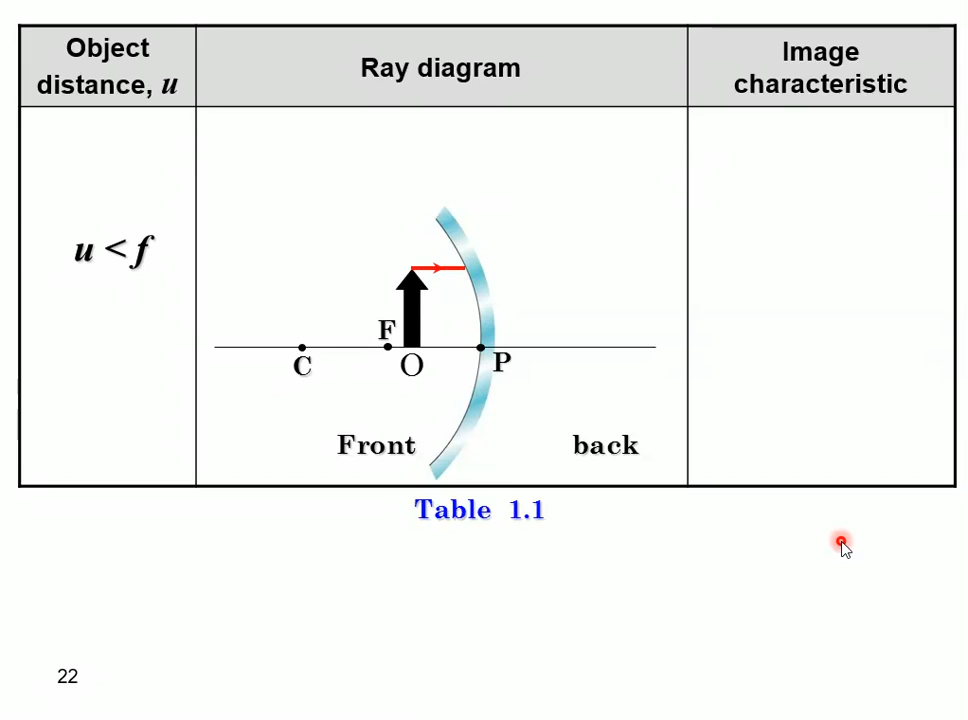 Object
distance, u
Ray diagram
Image
characteristic
u < f
F
C
O
P
Front
back
Table 1.1
22